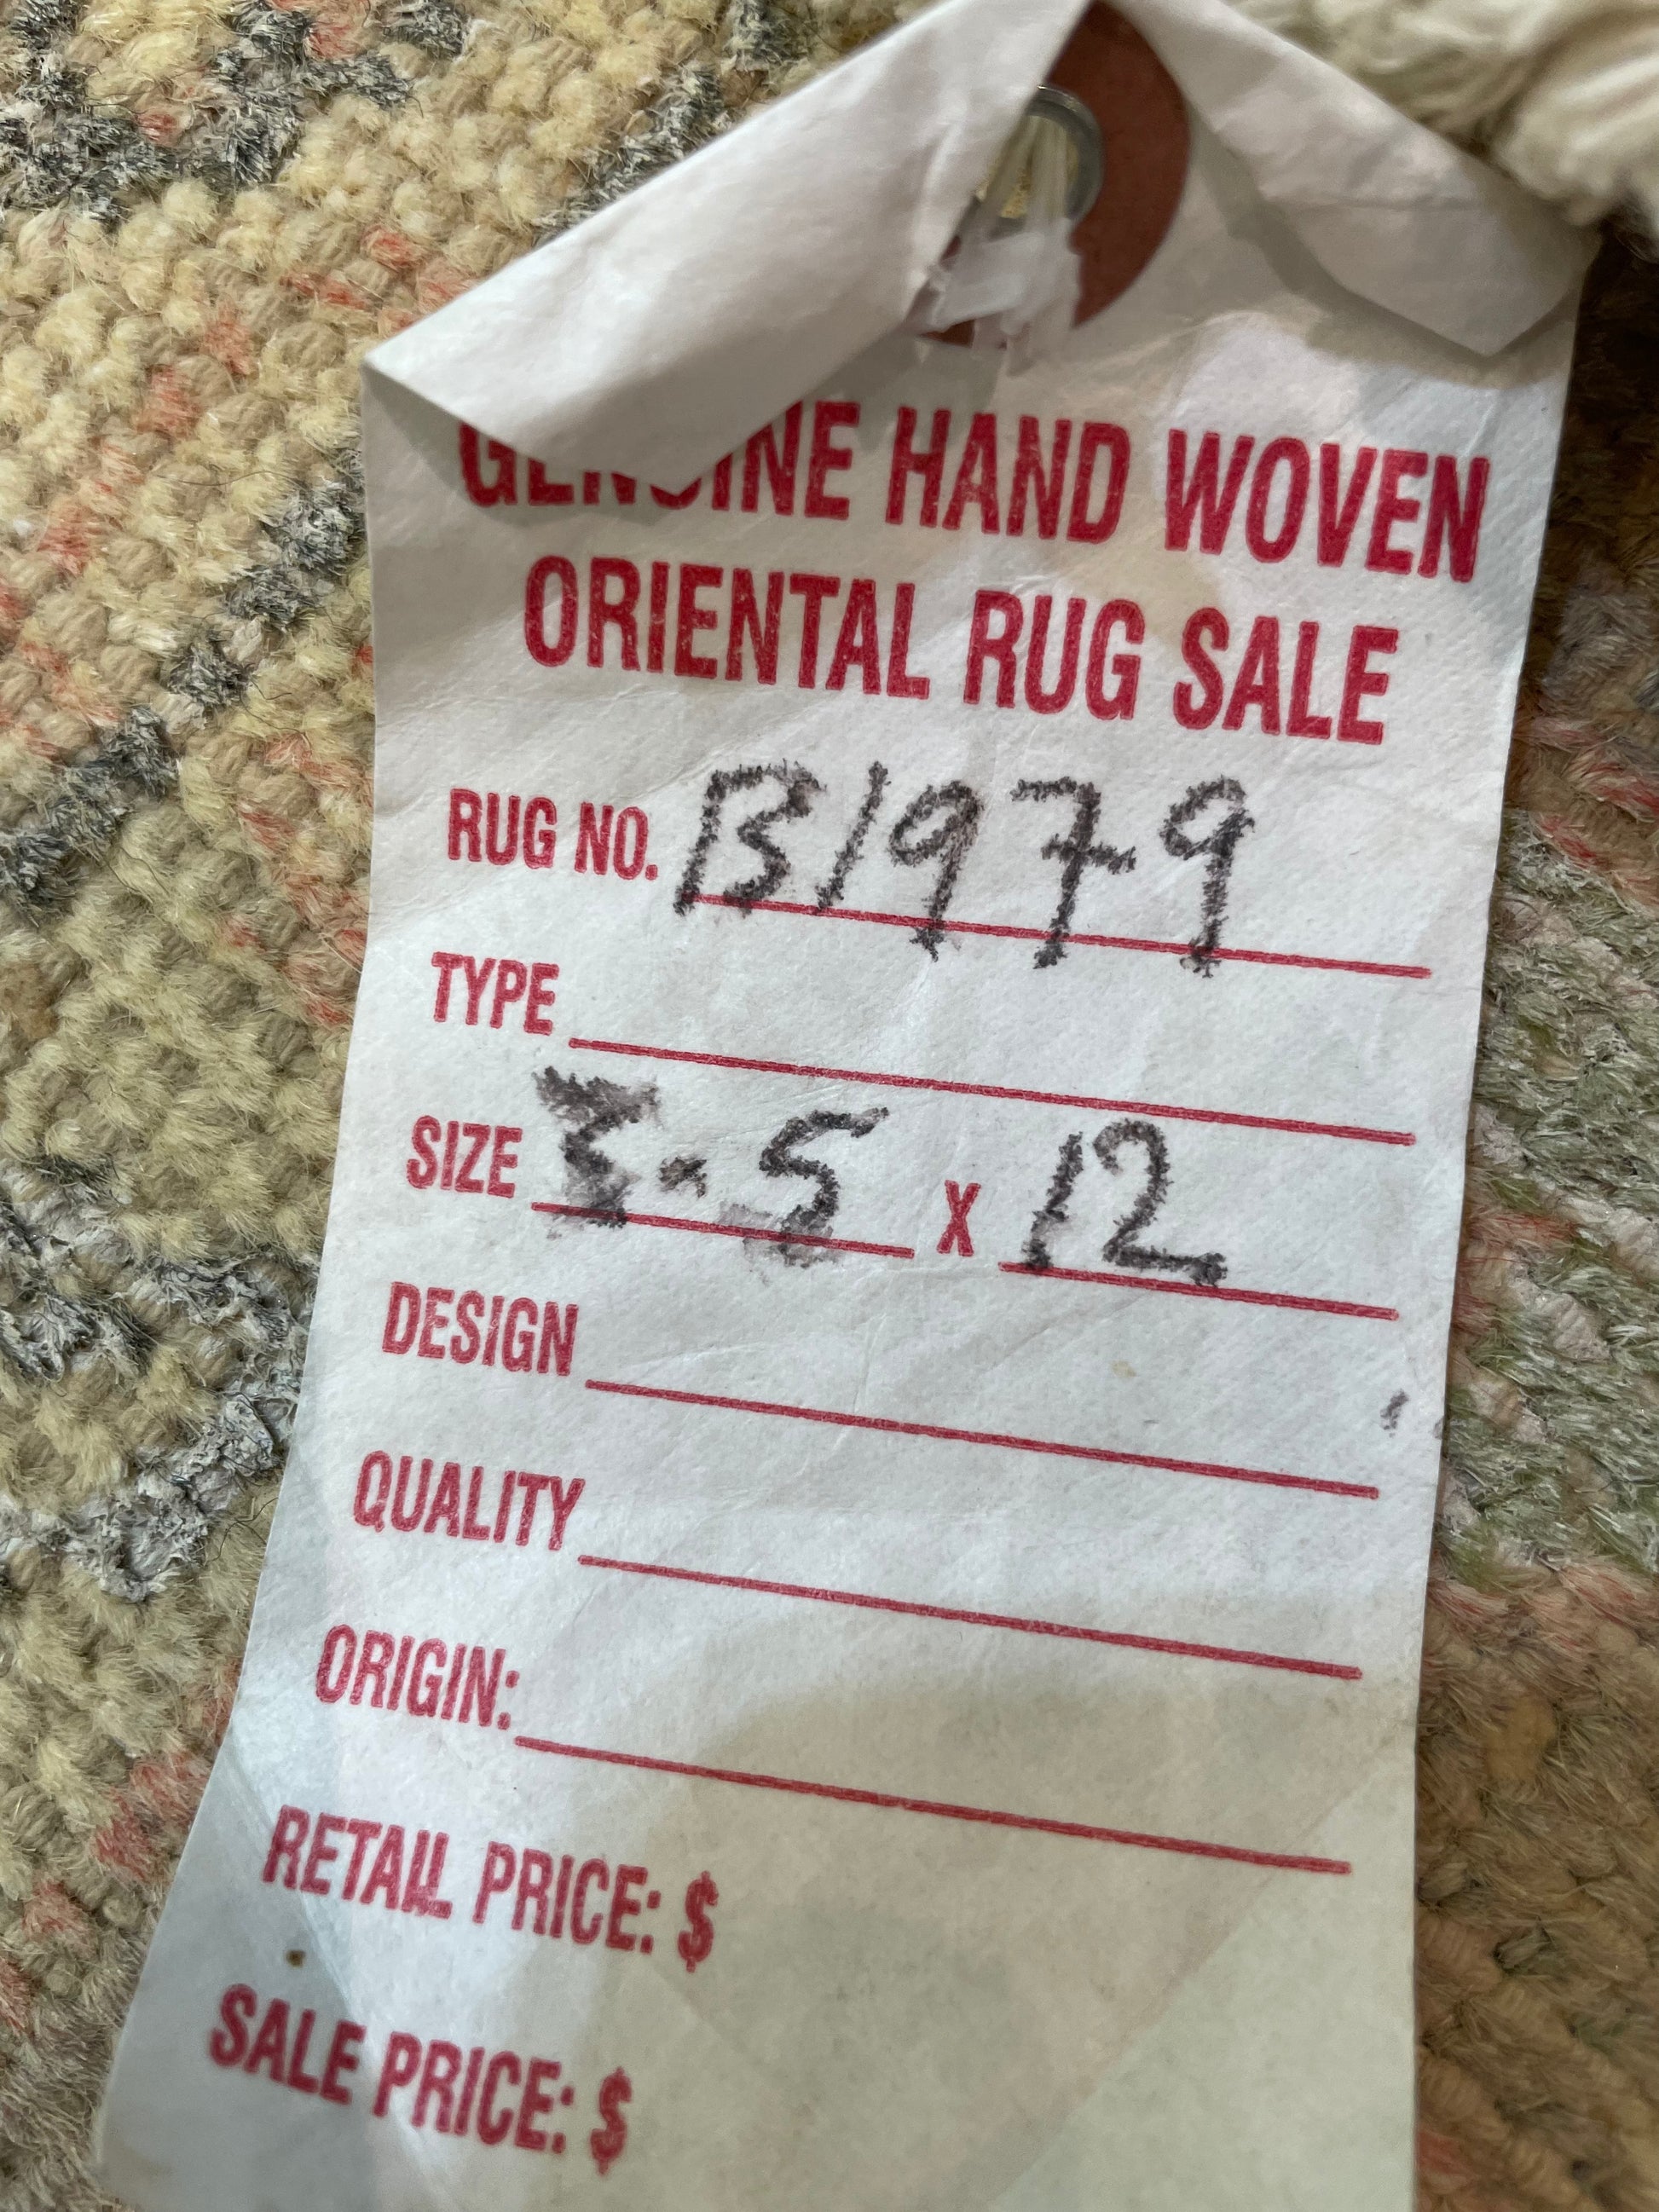 GENUINE HAND WOVEN
ORIENTAL RUG SALE
RUG NO. B1979
TYPE
SIZE 3.5 X 12
DESIGN
QUALITY
ORIGIN:
RETAIL PRICE: $
SALE PRICE: $